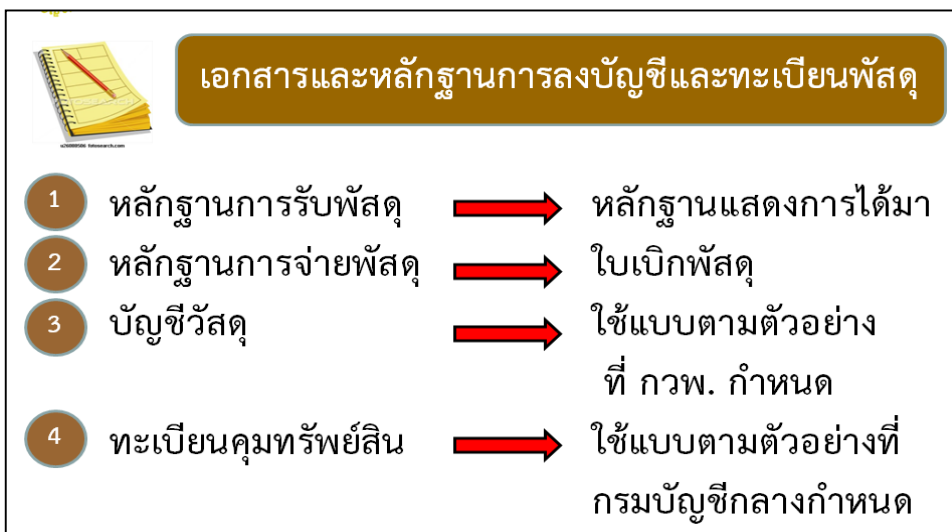 เอกสารและหลักฐานการลงบัญชีและทะเบียนพัสดุ
1 หลักฐานการรับพัสดุ หลักฐานแสดงการได้มา
2 หลักฐานการจ่ายพัสดุ ใบเบิกพัสดุ
3 บัญชีวัสดุ ใช้แบบตามตัวอย่าง
ที่ กวพ. กำหนด
4 ทะเบียนคุมทรัพย์สิน ใช้แบบตามตัวอย่างที่
กรมบัญชีกลางกำหนด